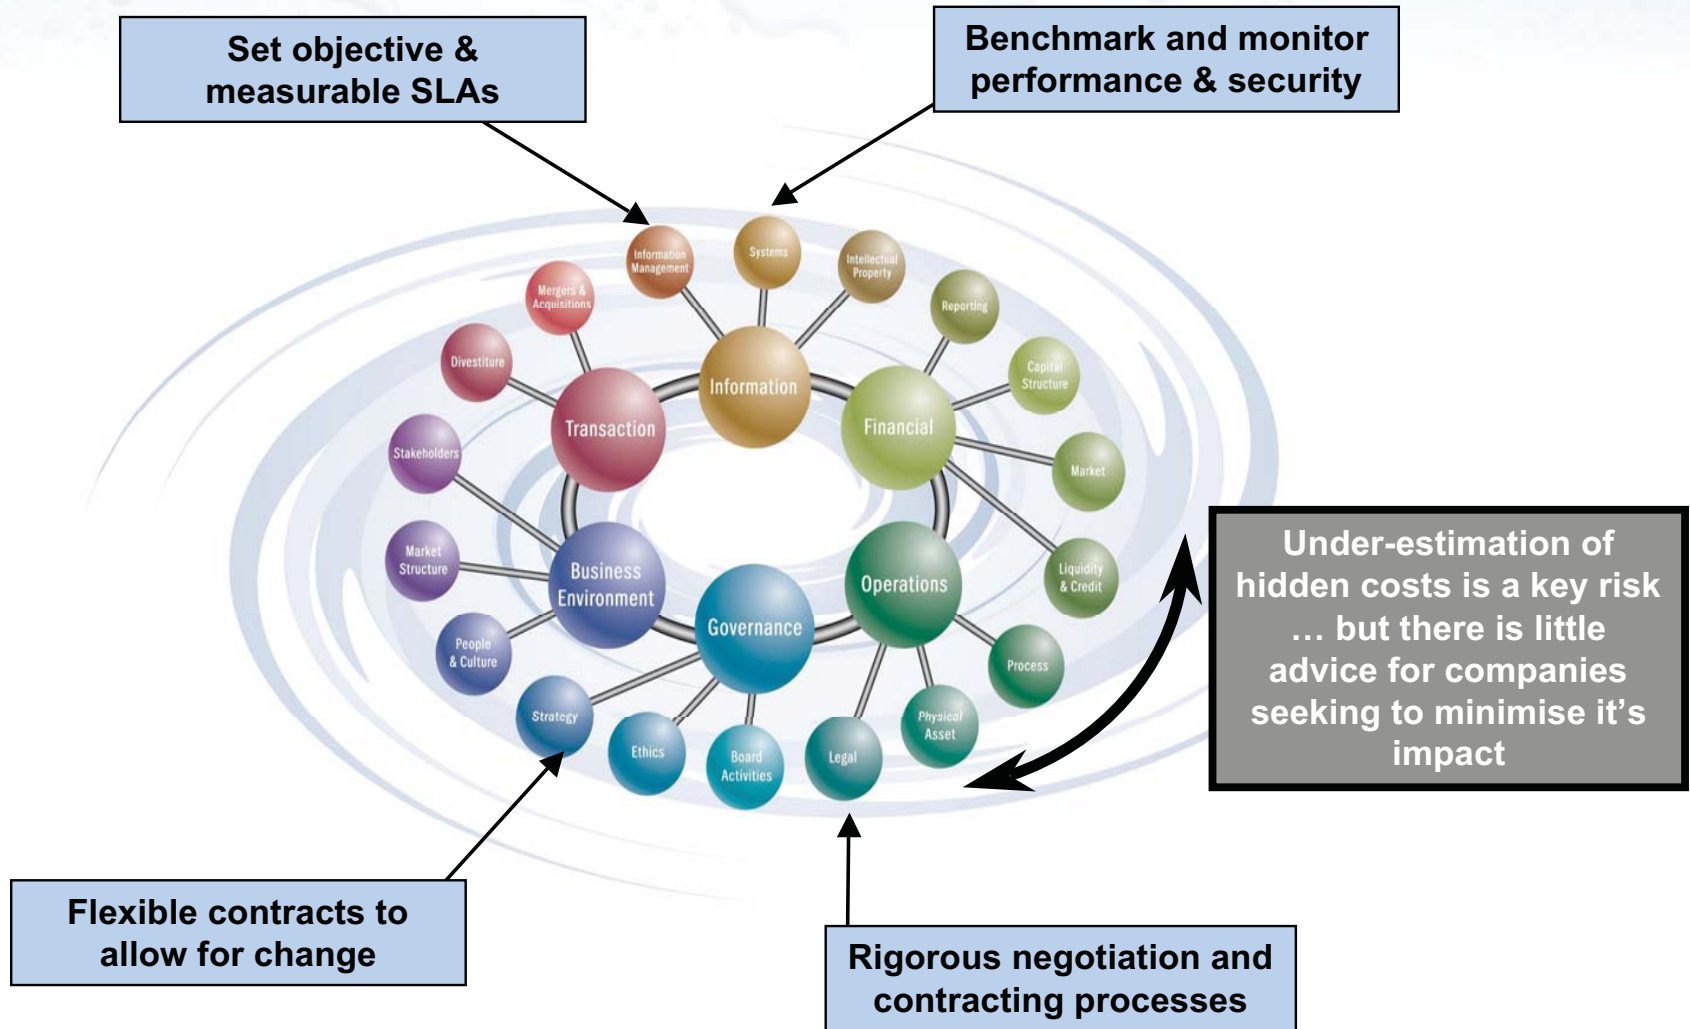 Set objective &
measurable SLAs
Benchmark and monitor
performance & security
Information
Management
Systems
Intellectual
Property
Mergers &
Acquisitions
Reporting
Divestiture
Capital
Structure
Information
Transaction
Financial
Stakeholders
Market
Market
Structure
Business
Environment
Operations
Liquidity
& Credit
Governance
People
& Culture
Process
Strategy
Ethics
Board
Activities
Legal
Physical
Asset
Under-estimation of
hidden costs is a key risk
… but there is little
advice for companies
seeking to minimise it's
impact
Flexible contracts to
allow for change
Rigorous negotiation and
contracting processes